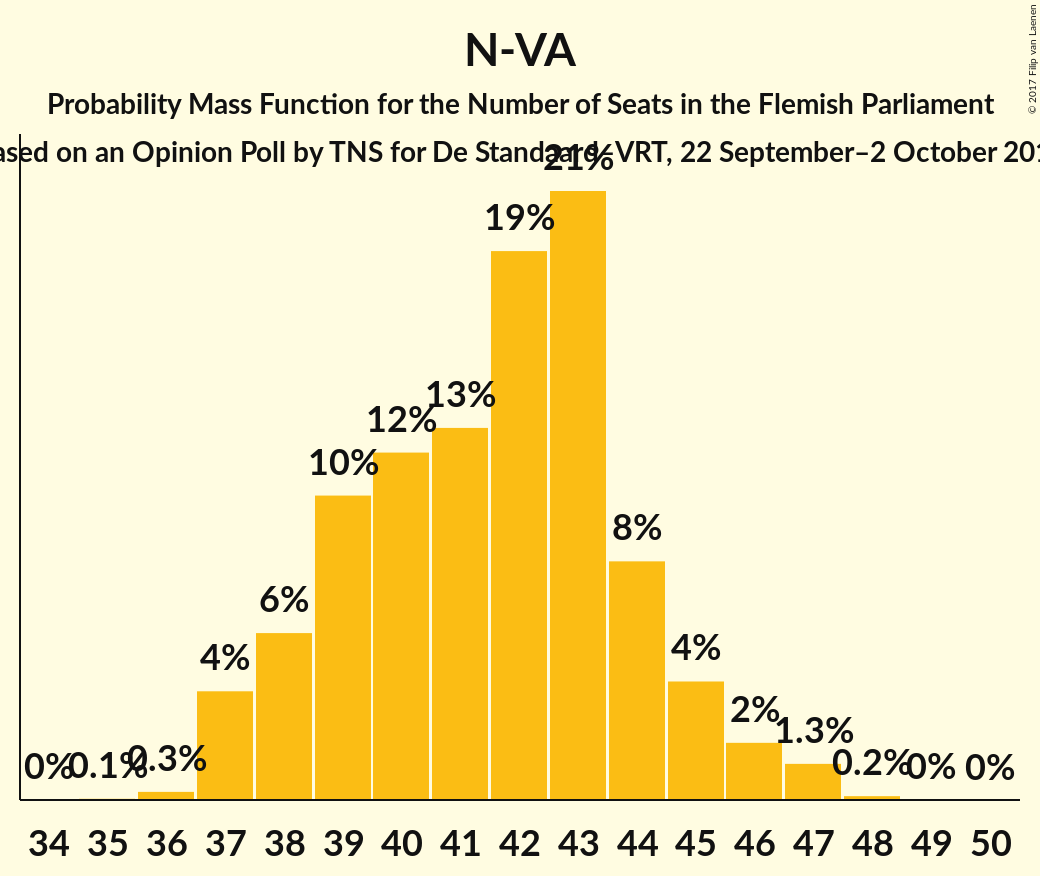 N-VA
Probability Mass Function for the Number of Seats in the Flemish Parliament
on an Opinion Poll by TNS for De Standaard–VRT, 22 September–2 October
© 2017 Filip van Laenen
21%
19%
13%
12%
10%
8%
6%
4%
4%
2%
1.3%
0% 0.1% 0.3% 0.2% 0% 0%
34 35 36 37 38 39 40 41 42 43 44 45 46 47 48 49 50